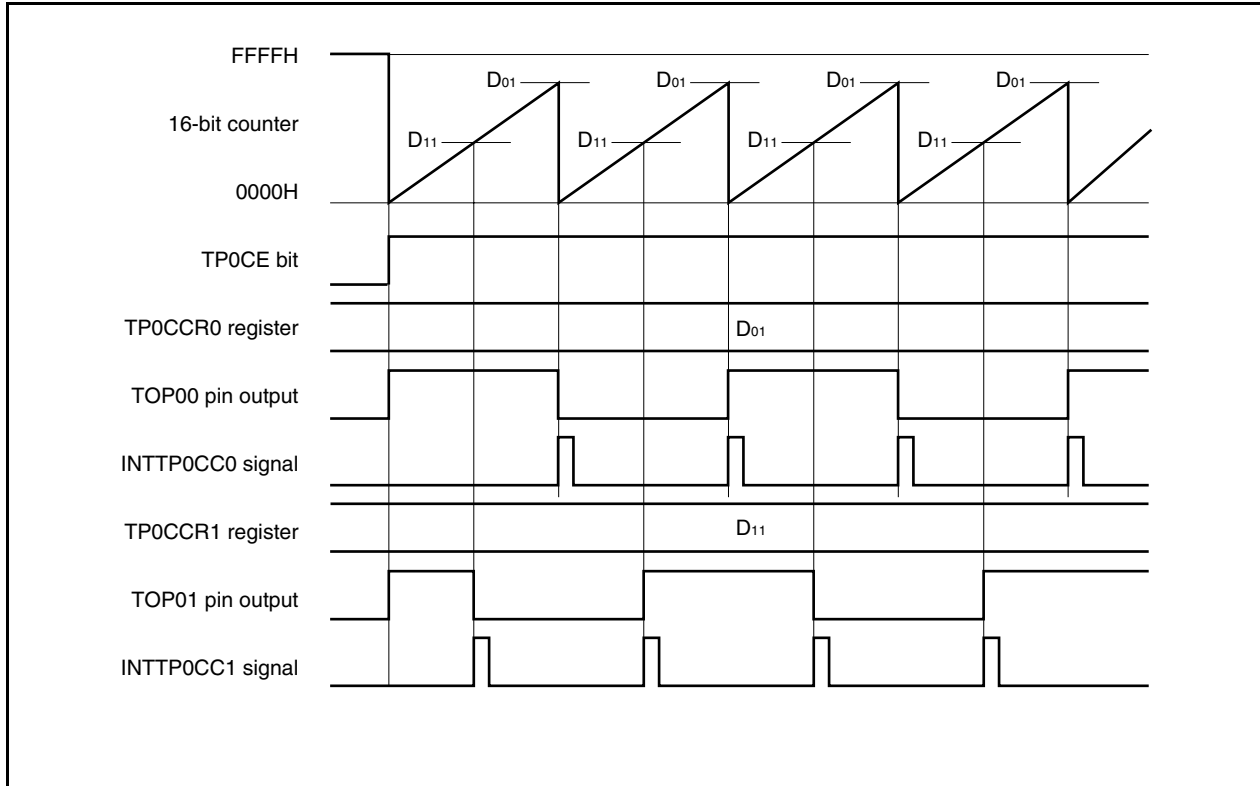 FFFFH
D01 D01 D01 D01
16-bit counter
D11 D11 D11 D11
0000H
TP0CE bit
TP0CCR0 register
D01
TOP00 pin output
INTTP0CC0 signal
TP0CCR1 register
D11
TOP01 pin output
INTTP0CC1 signal